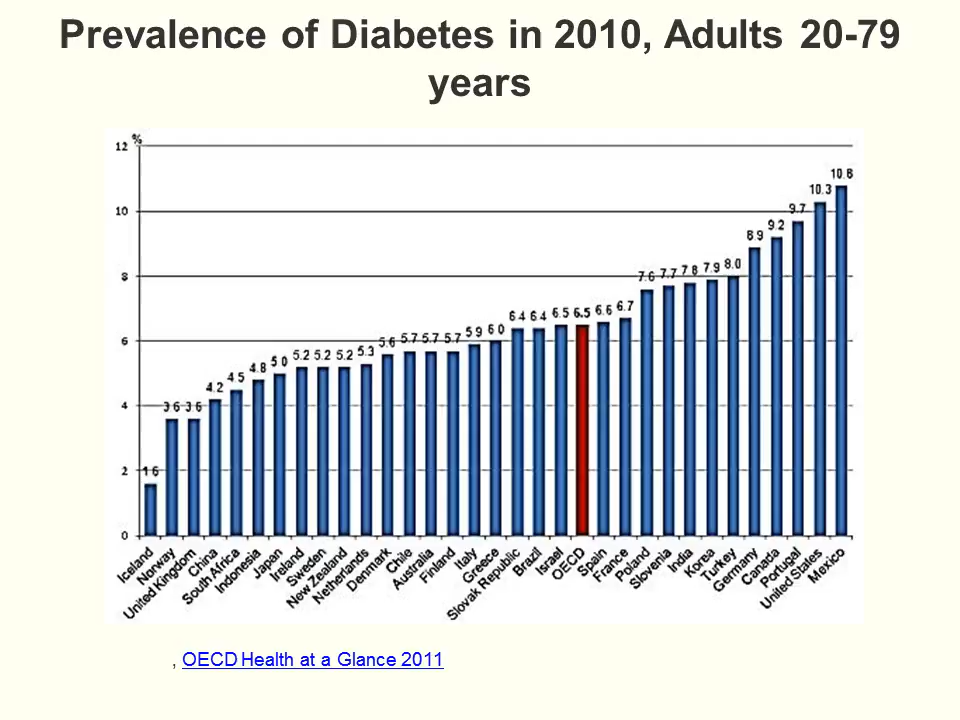 Prevalence of Diabetes in 2010, Adults 20-79
years
%
12
10
8
6
4
2
0
1.6
3.6
3.6
4.2
4.5
4.8
5.0
5.2
5.2
5.2
5.3
5.6
5.7
5.7
5.7
5.9
6.0
6.4
6.4
6.5
6.5
6.6
6.7
7.6
7.7
7.8
7.9
8.0
8.9
9.2
9.7
10.3
10.8
Iceland
Norway
United Kingdom
China
South Africa
Indonesia
Japan
Ireland
Sweden
New Zealand
Netherlands
Denmark
Chile
Australia
Finland
Italy
Greece
Slovak Republic
Brazil
Israel
OECD
Spain
France
Poland
Slovenia
India
Korea
Turkey
Germany
Canada
Portugal
United States
Mexico
, OECD Health at a Glance 2011